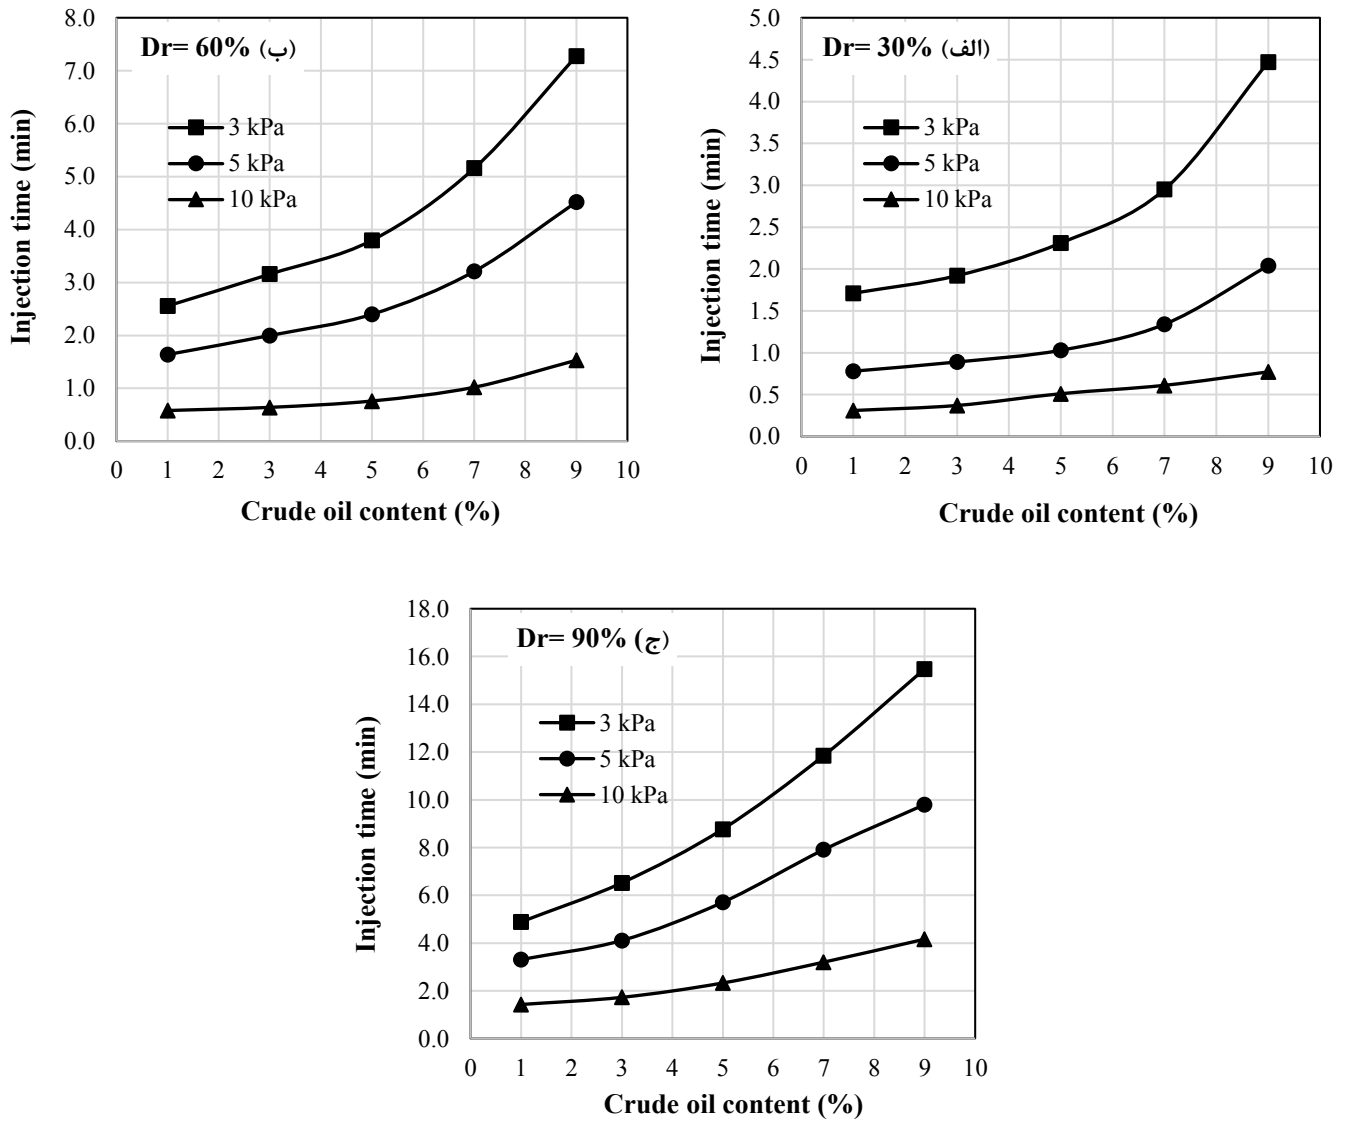 Dr= 60% (ب)
Injection time (min)
8.0
7.0
6.0
5.0
4.0
3.0
2.0
1.0
0.0
3 kPa
5 kPa
10 kPa
0 1 2 3 4 5 6 7 8 9 10
Crude oil content (%)
Dr= 30% (الف)
Injection time (min)
5.0
4.5
4.0
3.5
3.0
2.5
2.0
1.5
1.0
0.5
0.0
3 kPa
5 kPa
10 kPa
0 1 2 3 4 5 6 7 8 9 10
Crude oil content (%)
Dr= 90% (ج)
Injection time (min)
18.0
16.0
14.0
12.0
10.0
8.0
6.0
4.0
2.0
0.0
3 kPa
5 kPa
10 kPa
0 1 2 3 4 5 6 7 8 9 10
Crude oil content (%)